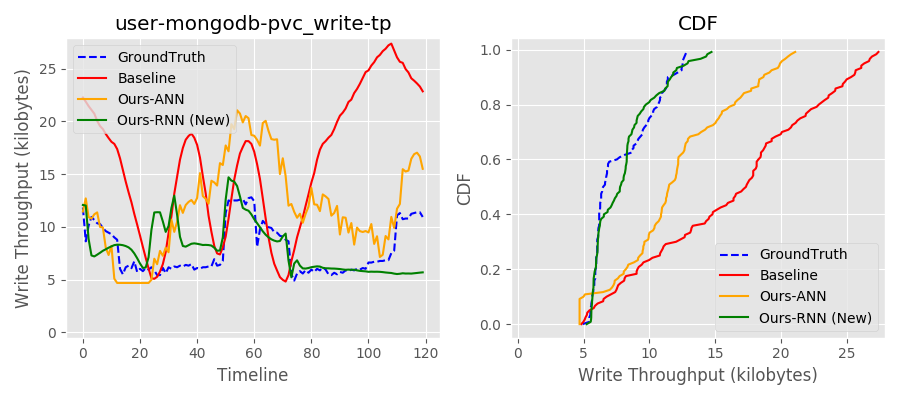 user-mongodb-pvc_write-tp
GroundTruth
Baseline
Ours-ANN
Ours-RNN (New)
Write Throughput (kilobytes)
25
20
15
10
5
0
0
20
40
60
80
100
120
Timeline
CDF
GroundTruth
Baseline
Ours-ANN
Ours-RNN (New)
CDF
1.0
0.8
0.6
0.4
0.2
0.0
0
5
10
15
20
25
Write Throughput (kilobytes)